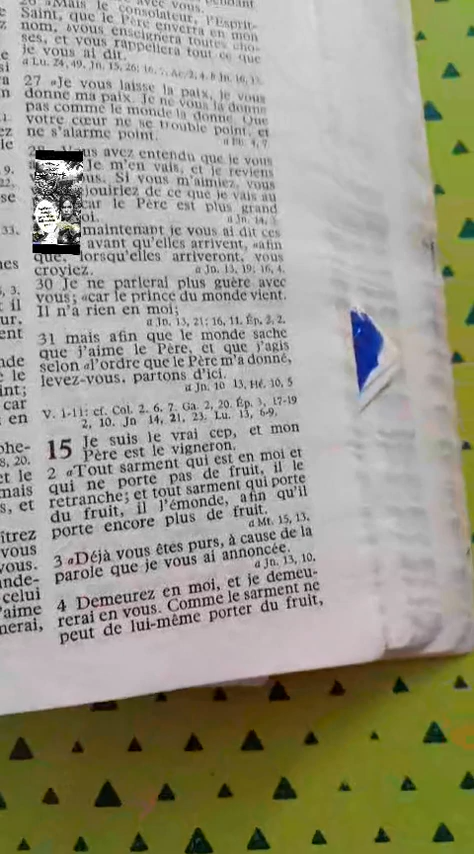 26 aMais le consolateur, l'Esprit-
Saint, que le Père enverra en mon
nom, bvous enseignera toutes cho-
ses, et vous rappellera tout ce que
je vous ai dit.
a Lu. 24, 49, Jn. 15, 26; 16, 7, Ac. 2, 4. b Jn. 16, 13.
27 «Je vous laisse la paix, je vous
donne ma paix. Je ne vous la donne
pas comme le monde la donne. Que
votre cœur ne se trouble point, et
ne s'alarme point.
a Ph. 4, 7
28 Vous avez entendu que je vous
Je m'en vais, et je reviens
Si vous m'aimiez, vous
jouiriez de ce que je vais au
car le Père est plus grand
a Jn. 14,
maintenant je vous ai dit ces
avant qu'elles arrivent, «afin
que, lorsqu'elles arriveront, vous
croyiez.
a Jn. 13, 19; 16, 4.
30 Je ne parlerai plus guère avec
vous; «car le prince du monde vient.
Il n'a rien en moi;
a Jn. 13, 21; 16, 11. Ép. 2, 2.
31 mais afin que le monde sache
que j'aime le Père, et que j'agis
selon «l'ordre que le Père m'a donné,
levez-vous, partons d'ici.
a Jn. 10 13, Hé. 10, 5
V. 1-11: cf. Col. 2. 6, 7. Ga. 2, 20. Ép. 3, 17-19
2, 10. Jn 14, 21, 23. Lu. 13, 6-9.
15 Je suis le vrai cep, et mon
Père est le vigneron.
2 «Tout sarment qui est en moi et
qui ne porte pas de fruit, il le
retranche; et tout sarment qui porte
du fruit, il l'émonde, afin qu'il
porte encore plus de fruit.
a Mt. 15, 13.
3 «Déjà vous êtes purs, à cause de la
parole que je vous ai annoncée.
a Jn. 13, 10.
4 Demeurez en moi, et je demeu-
rerai en vous. Comme le sarment ne
peut de lui-même porter du fruit,